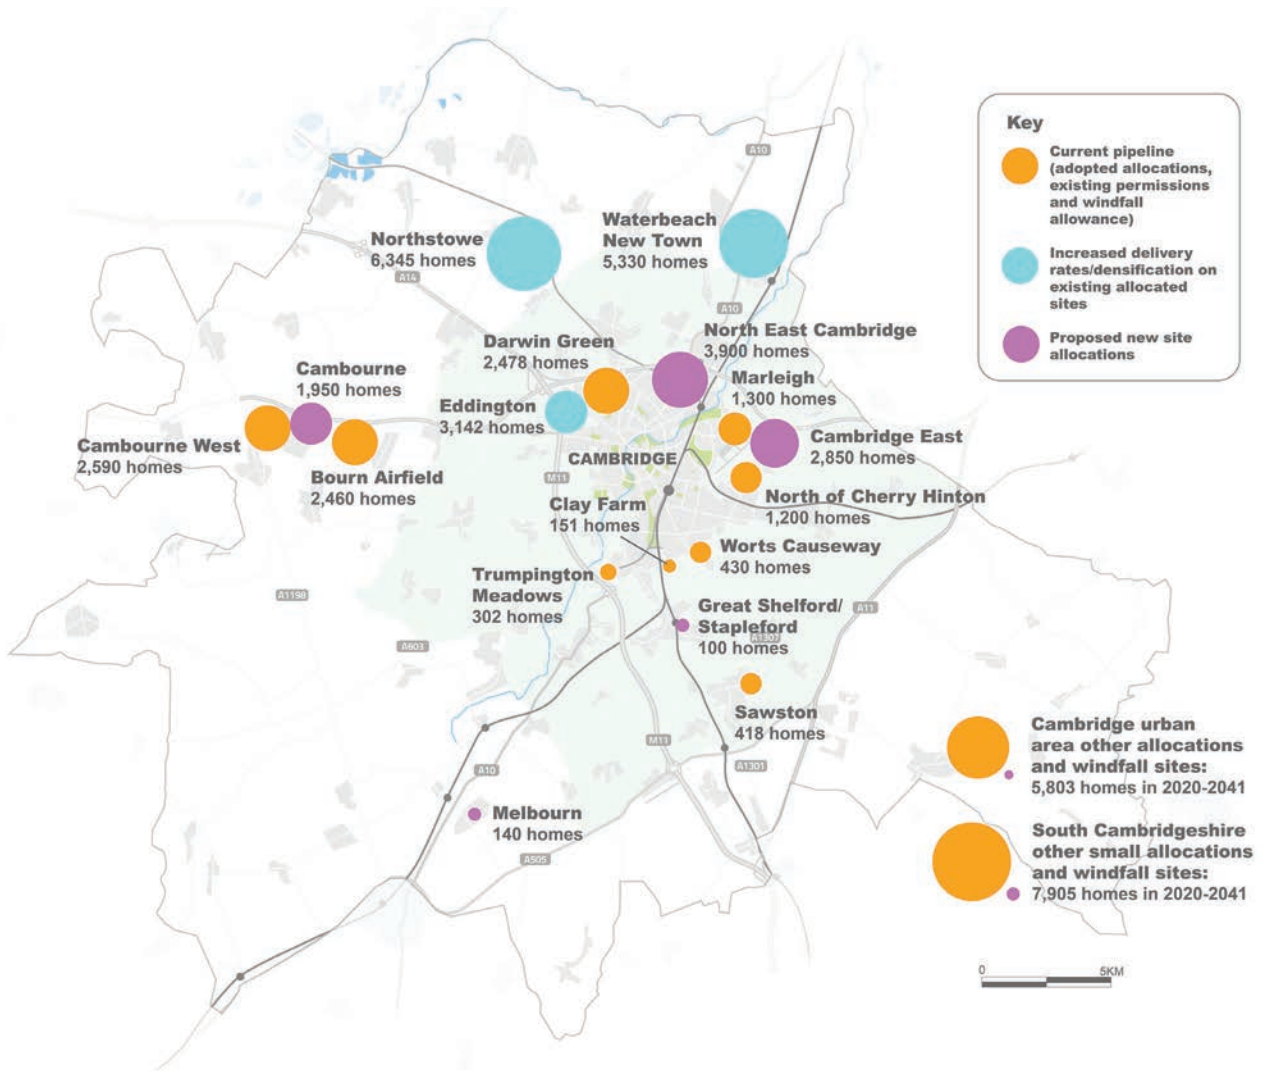 Key
Current pipeline
(adopted allocations,
existing permissions
and windfall
allowance)
Increased delivery
rates/densification on
existing allocated
sites
Proposed new site
allocations
A10
Northstowe
6,345 homes
A14
Waterbeach
New Town
5,330 homes
A10
Darwin Green
2,478 homes
North East Cambridge
3,900 homes
Marleigh
1,300 homes
Cambourne
1,950 homes
Eddington
3,142 homes
Cambourne West
2,590 homes
Bourn Airfield
2,460 homes
Cambridge East
2,850 homes
CAMBRIDGE
M11
North of Cherry Hinton
1,200 homes
Clay Farm
151 homes
Worts Causeway
430 homes
Trumpington
Meadows
302 homes
A1198
A603
Great Shelford/
Stapleford
100 homes
A1307
A11
Sawston
418 homes
M11
A1301
A10
Melbourn
140 homes
A505
Cambridge urban
area other allocations
and windfall sites:
5,803 homes in 2020-2041
South Cambridgeshire
other small allocations
and windfall sites:
7,905 homes in 2020-2041
0 5KM